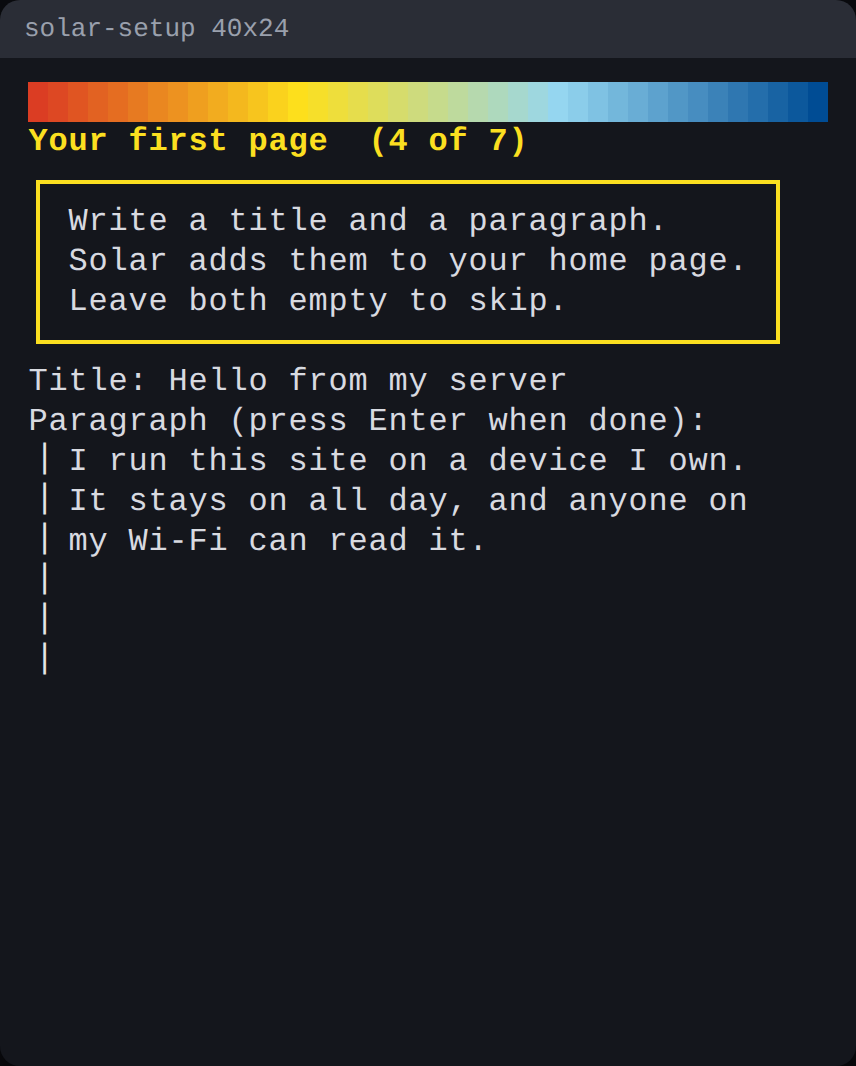 solar-setup 40x24
Your first page  (4 of 7)
Write a title and a paragraph.
Solar adds them to your home page.
Leave both empty to skip.
Title: Hello from my server
Paragraph (press Enter when done):
│ I run this site on a device I own.
│ It stays on all day, and anyone on
│ my Wi-Fi can read it.
│
│
│